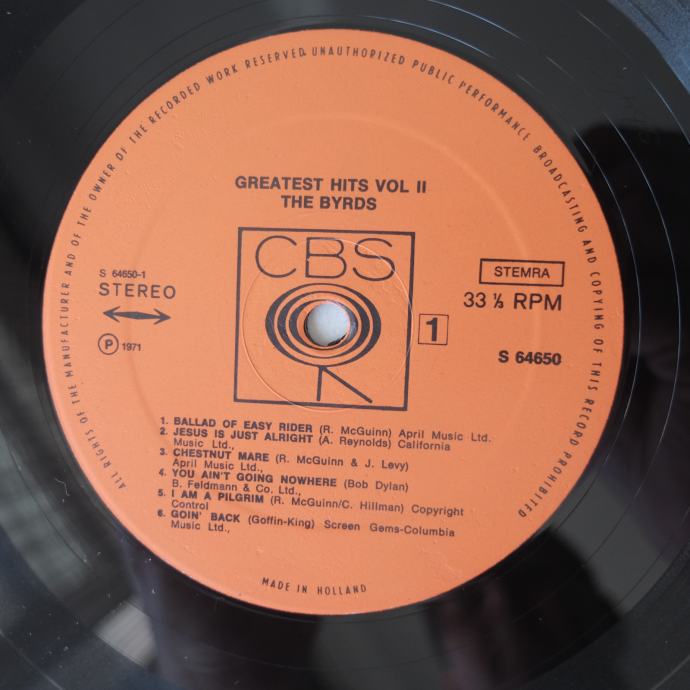 ALL RIGHTS OF THE MANUFACTURER AND OF THE OWNER OF THE RECORDED WORK RESERVED. UNAUTHORIZED PUBLIC PERFORMANCE BROADCASTING AND COPYING OF THIS RECORD PROHIBITED
GREATEST HITS VOL II
THE BYRDS
CBS
S 64650-1
STEREO
Ⓟ 1971
STEMRA
33 ⅓ RPM
1
S 64650
1. BALLAD OF EASY RIDER (R. McGuinn) April Music Ltd.
2. JESUS IS JUST ALRIGHT (A. Reynolds) California
Music Ltd.,
3. CHESTNUT MARE (R. McGuinn & J. Levy)
April Music Ltd.,
4. YOU AIN'T GOING NOWHERE (Bob Dylan)
B. Feldmann & Co. Ltd.,
5. I AM A PILGRIM (R. McGuinn/C. Hillman) Copyright
Control
6. GOIN' BACK (Goffin-King) Screen Gems-Columbia
Music Ltd.,
MADE IN HOLLAND